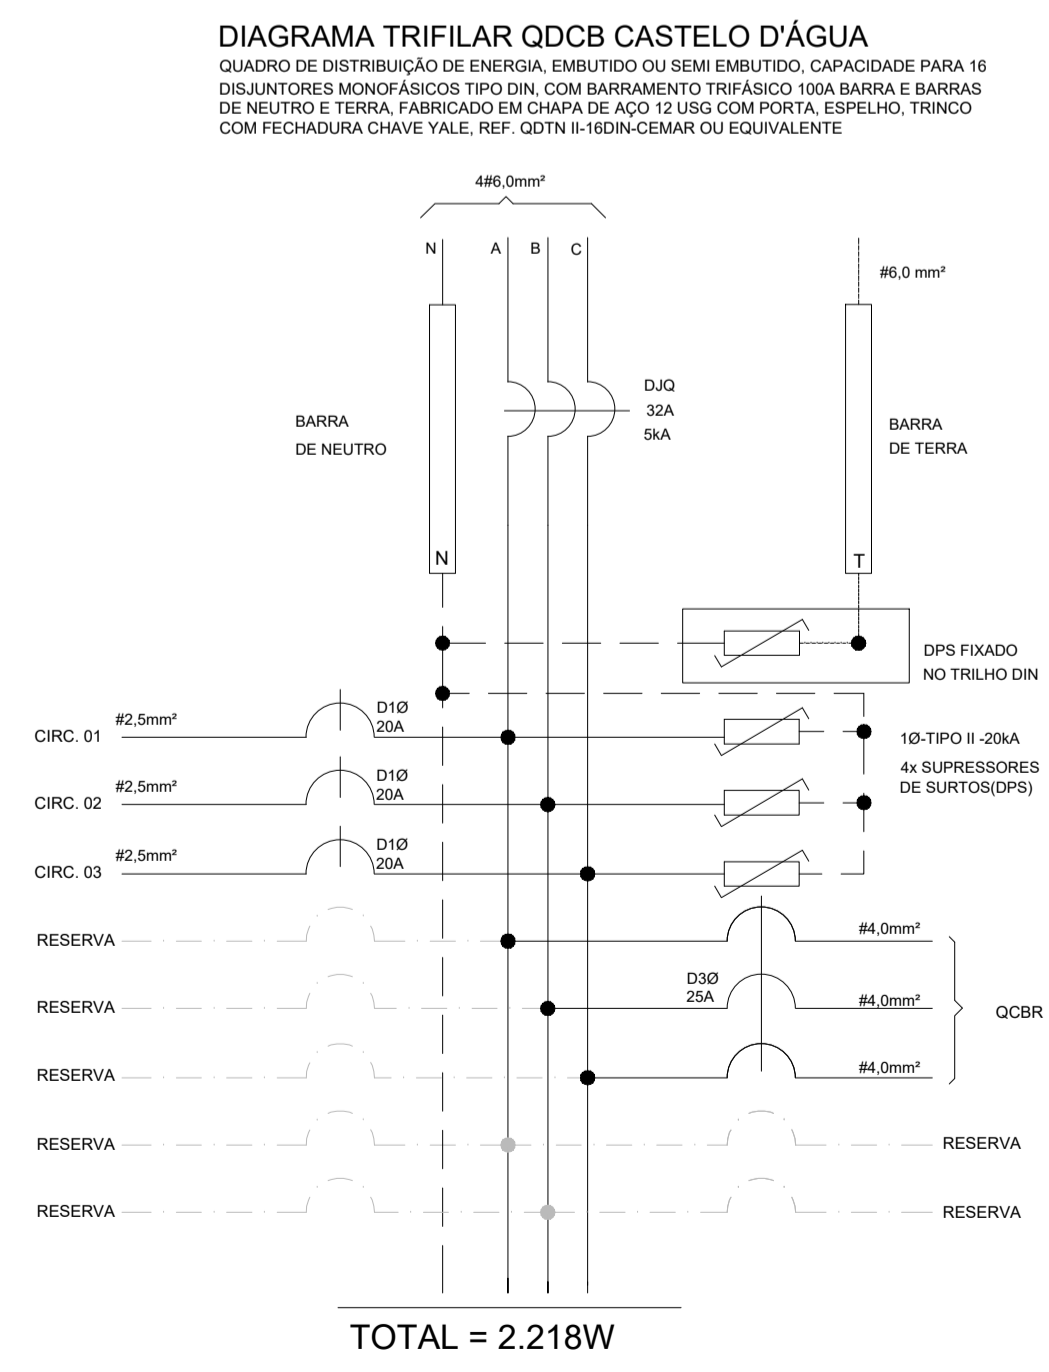 DIAGRAMA TRIFILAR QDCB CASTELO D'ÁGUA
QUADRO DE DISTRIBUIÇÃO DE ENERGIA, EMBUTIDO OU SEMI EMBUTIDO, CAPACIDADE PARA 16
DISJUNTORES MONOFÁSICOS TIPO DIN, COM BARRAMENTO TRIFÁSICO 100A BARRA E BARRAS
DE NEUTRO E TERRA, FABRICADO EM CHAPA DE AÇO 12 USG COM PORTA, ESPELHO, TRINCO
COM FECHADURA CHAVE YALE, REF. QDTN II-16DIN-CEMAR OU EQUIVALENTE
4#6,0mm²
N A B C
#6,0 mm²
DJQ
32A
5kA
BARRA
DE NEUTRO
BARRA
DE TERRA
N
T
DPS FIXADO
NO TRILHO DIN
CIRC. 01
#2,5mm²
D1Ø
20A
1Ø-TIPO II -20kA
4x SUPRESSORES
DE SURTOS(DPS)
CIRC. 02
#2,5mm²
D1Ø
20A
CIRC. 03
#2,5mm²
D1Ø
20A
RESERVA
#4,0mm²
RESERVA
D3Ø
25A
#4,0mm²
QCBR
RESERVA
#4,0mm²
RESERVA
RESERVA
RESERVA
RESERVA
TOTAL = 2.218W